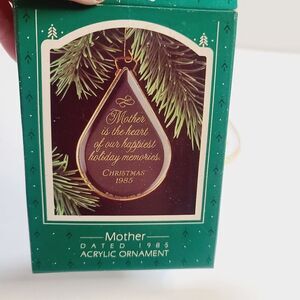 Mother
is the heart
of our happiest
holiday memories.
CHRISTMAS
1985
Mother
DATED 1985
ACRYLIC ORNAMENT